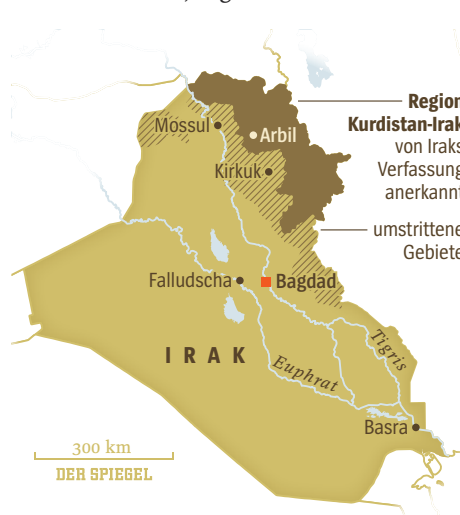 Region
Kurdistan-Irak
von Iraks
Verfassung
anerkannt
Mossul
Arbil
Kirkuk
umstrittene
Gebiete
Falludscha
Bagdad
IRAK
Tigris
Euphrat
Basra
300 km
DER SPIEGEL